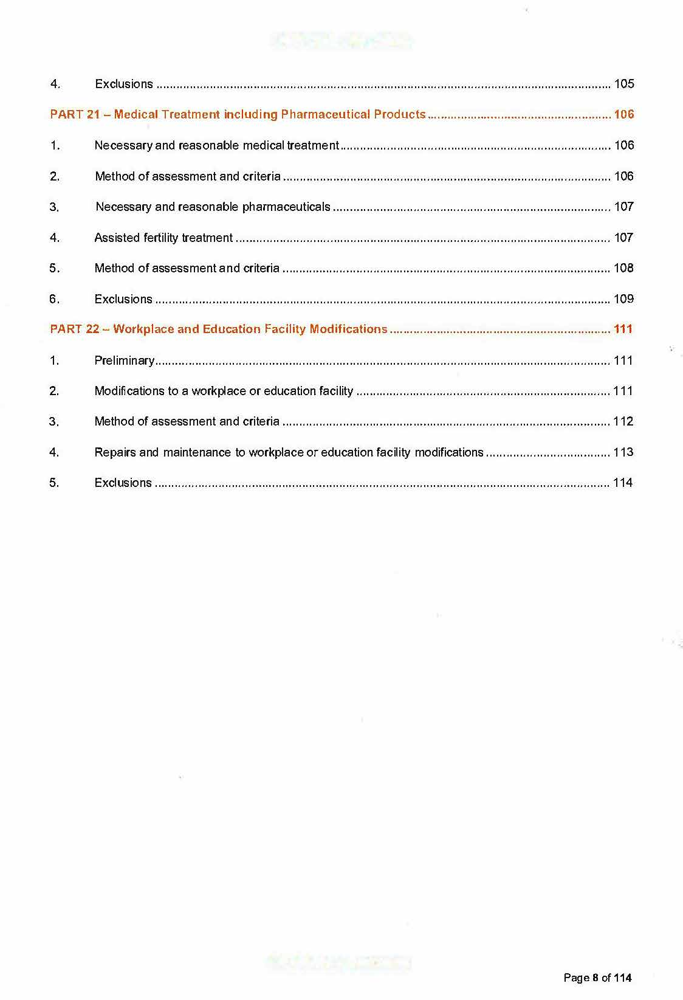 4. Exclusions ........................................................................................................................................ 105
PART 21 – Medical Treatment including Pharmaceutical Products ....................................................... 106
1. Necessary and reasonable medical treatment ................................................................................. 106
2. Method of assessment and criteria .................................................................................................. 106
3. Necessary and reasonable pharmaceuticals ................................................................................... 107
4. Assisted fertility treatment ................................................................................................................ 107
5. Method of assessment and criteria .................................................................................................. 108
6. Exclusions ........................................................................................................................................ 109
PART 22 – Workplace and Education Facility Modifications .................................................................. 111
1. Preliminary ........................................................................................................................................ 111
2. Modifications to a workplace or education facility ............................................................................ 111
3. Method of assessment and criteria .................................................................................................. 112
4. Repairs and maintenance to workplace or education facility modifications ..................................... 113
5. Exclusions ........................................................................................................................................ 114
Page 8 of 114